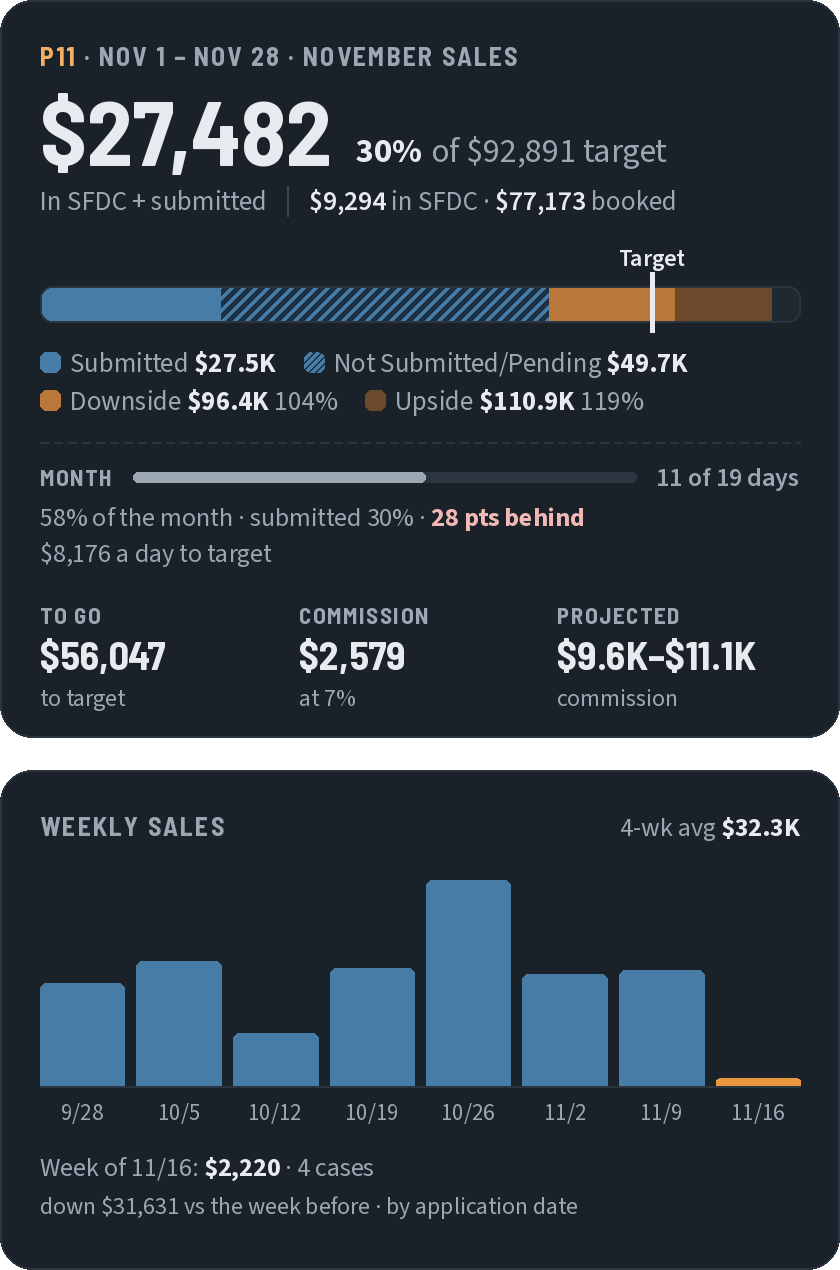 P11 · NOV 1 – NOV 28 · NOVEMBER SALES
$27,482 30% of $92,891 target
In SFDC + submitted $9,294 in SFDC · $77,173 booked
Target
Submitted $27.5K Not Submitted/Pending $49.7K
Downside $96.4K 104% Upside $110.9K 119%
MONTH 11 of 19 days
58% of the month · submitted 30% · 28 pts behind
$8,176 a day to target
TO GO COMMISSION PROJECTED
$56,047 $2,579 $9.6K–$11.1K
to target at 7% commission
WEEKLY SALES 4-wk avg $32.3K
9/28 10/5 10/12 10/19 10/26 11/2 11/9 11/16
Week of 11/16: $2,220 · 4 cases
down $31,631 vs the week before · by application date